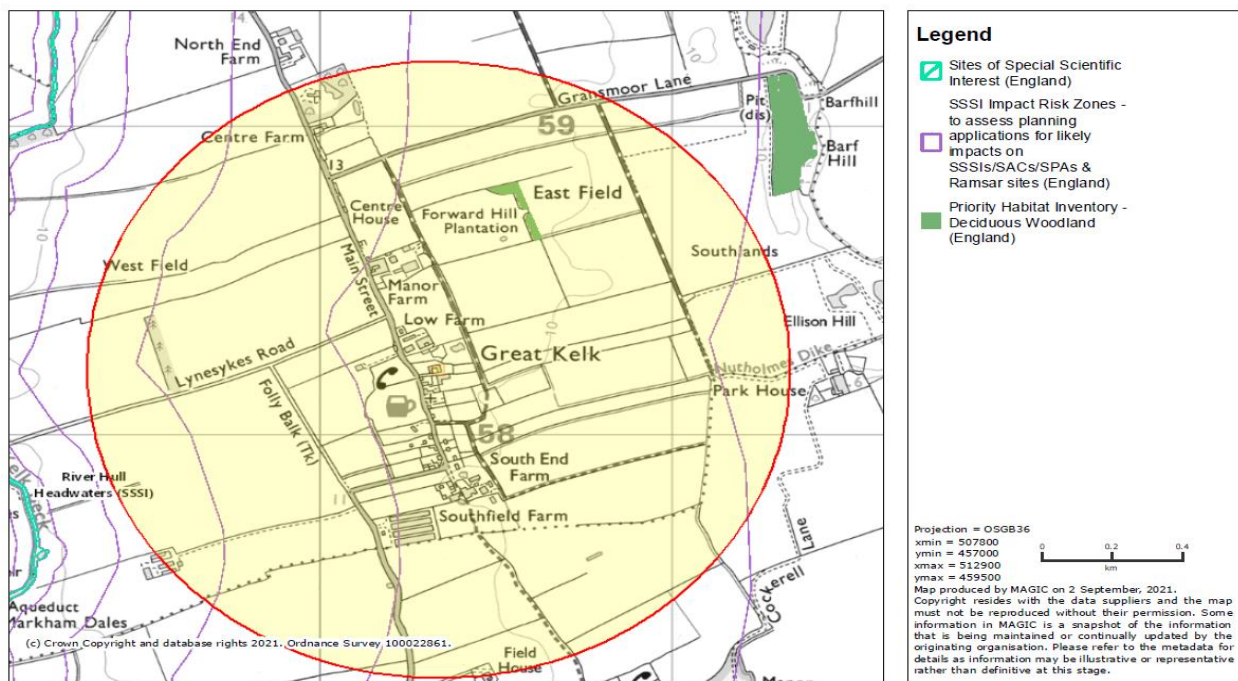 14
North End
Farm
Gransmoor Lane
Pit
(dis)
Barfhill
59
Centre Farm
Barf
Hill
13
East Field
Centre
House
Forward Hill
Plantation
10
10
Southlands
West Field
Main Street
Manor
Farm
Low Farm
Ellison Hill
Lynesykes Road
Great Kelk
Nutholmes Dike
Park House
6
Folly Balk (Tk)
58
South End
Farm
River Hull
Headwaters (SSSI)
11
Southfield Farm
Cockerell Lane
Aqueduct
Markham Dales
(c) Crown Copyright and database rights 2021. Ordnance Survey 100022861.
Field
House
Legend
Sites of Special Scientific
Interest (England)
SSSI Impact Risk Zones -
to assess planning
applications for likely
impacts on
SSSIs/SACs/SPAs &
Ramsar sites (England)
Priority Habitat Inventory -
Deciduous Woodland
(England)
Projection = OSGB36
xmin = 507800
ymin = 457000
xmax = 512900
ymax = 459500
0 0.2 0.4
km
Map produced by MAGIC on 2 September, 2021.
Copyright resides with the data suppliers and the map
must not be reproduced without their permission. Some
information in MAGIC is a snapshot of the information
that is being maintained or continually updated by the
originating organisation. Please refer to the metadata for
details as information may be illustrative or representative
rather than definitive at this stage.